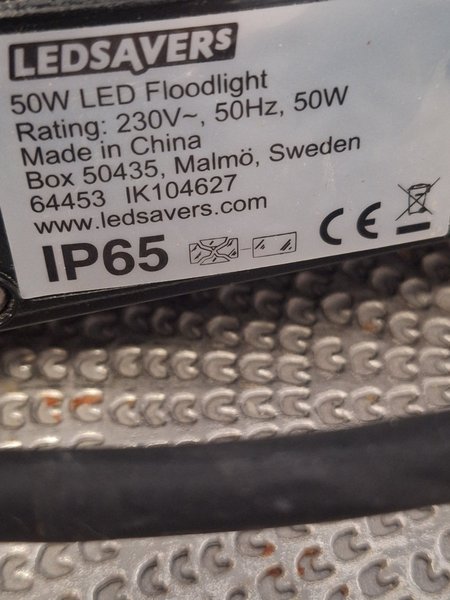 LEDSAVERS
50W LED Floodlight
Rating: 230V~, 50Hz, 50W
Made in China
Box 50435, Malmö, Sweden
64453 IK104627
www.ledsavers.com
IP65 CE